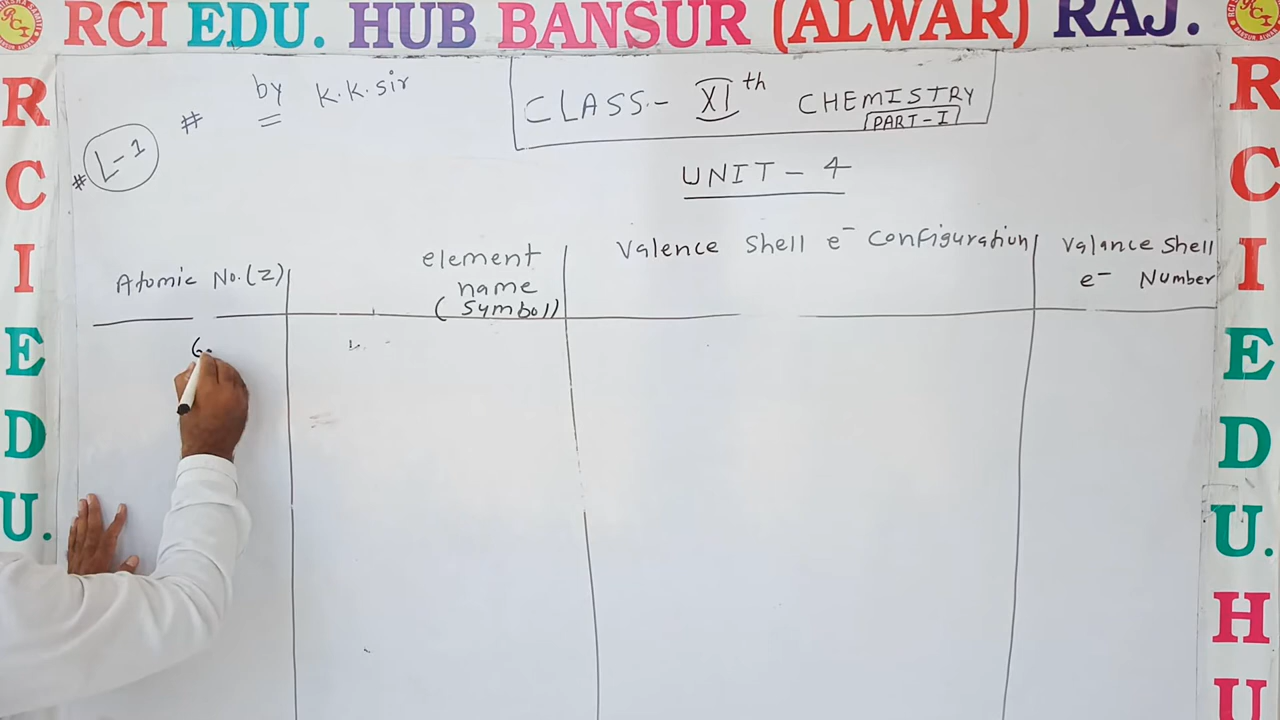 RCI EDU. HUB BANSUR (ALWAR) RAJ.
# by K.K.sir
CLASS:- XIth CHEMISTRY
PART-I
# L-1
UNIT - 4
Atomic No.(Z)
element
name
(Symbol)
Valence Shell e- Configuration
Valance Shell
e- Number
R
C
I
E
D
U.
R
C
I
E
D
U.
H
U